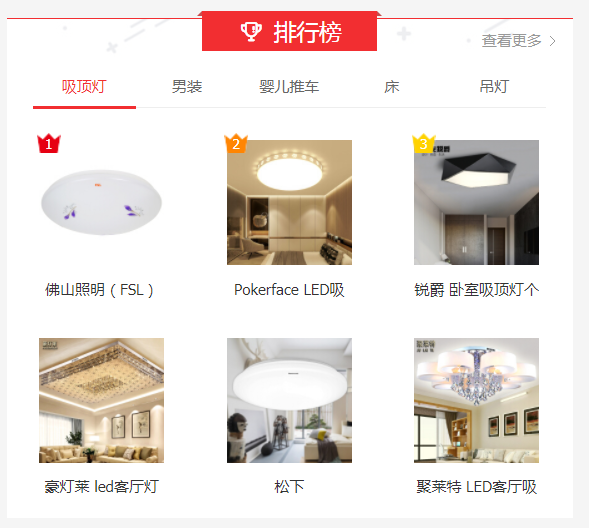 排行榜
查看更多
吸顶灯
男装
婴儿推车
床
吊灯
1
2
3
佛山照明（FSL）
Pokerface LED吸
锐爵 卧室吸顶灯个
豪灯莱 led客厅灯
松下
聚莱特 LED客厅吸